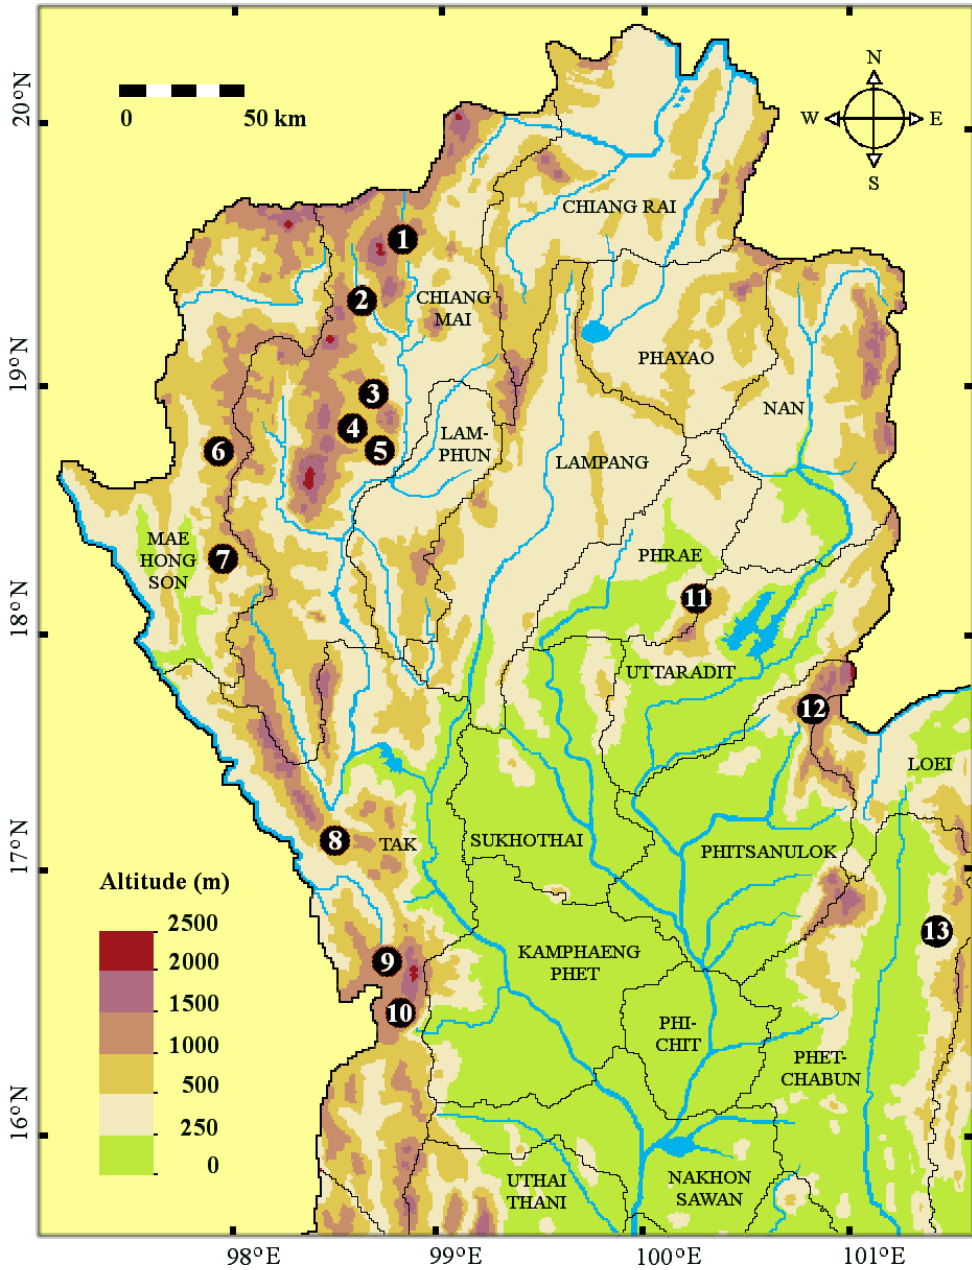 20°N
19°N
18°N
17°N
16°N
0
50 km
N
W
E
S
CHIANG RAI
1
2
CHIANG
MAI
PHAYAO
3
4
5
6
NAN
LAM-
PHUN
LAMPANG
MAE
HONG
SON
7
PHRAE
11
UTTARADIT
12
LOEI
8
TAK
SUKHOTHAI
PHITSANULOK
13
9
10
KAMPHAENG
PHET
PHI-
CHIT
PHET-
CHABUN
UTHAI
THANI
NAKHON
SAWAN
Altitude (m)
2500
2000
1500
1000
500
250
0
98°E
99°E
100°E
101°E